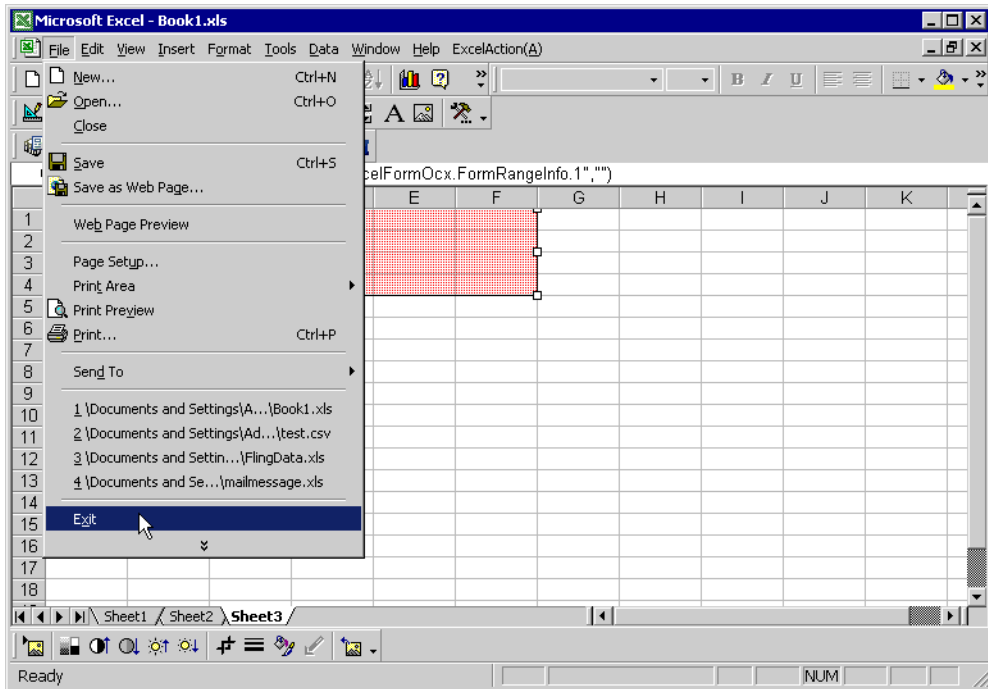 Microsoft Excel - Book1.xls
File Edit View Insert Format Tools Data Window Help ExcelAction(A)
New... Ctrl+N
Open... Ctrl+O
Close
Save Ctrl+S
Save as Web Page...
Web Page Preview
Page Setup...
Print Area
Print Preview
Print... Ctrl+P
Send To
1 \Documents and Settings\A...\Book1.xls
2 \Documents and Settings\Ad...\test.csv
3 \Documents and Settin...\FlingData.xls
4 \Documents and Se...\mailmessage.xls
Exit
B I U
A
elFormOcx.FormRangeInfo.1","")
E F G H I J K
1
2
3
4
5
6
7
8
9
10
11
12
13
14
15
16
17
18
Sheet1 Sheet2 Sheet3
Ready NUM